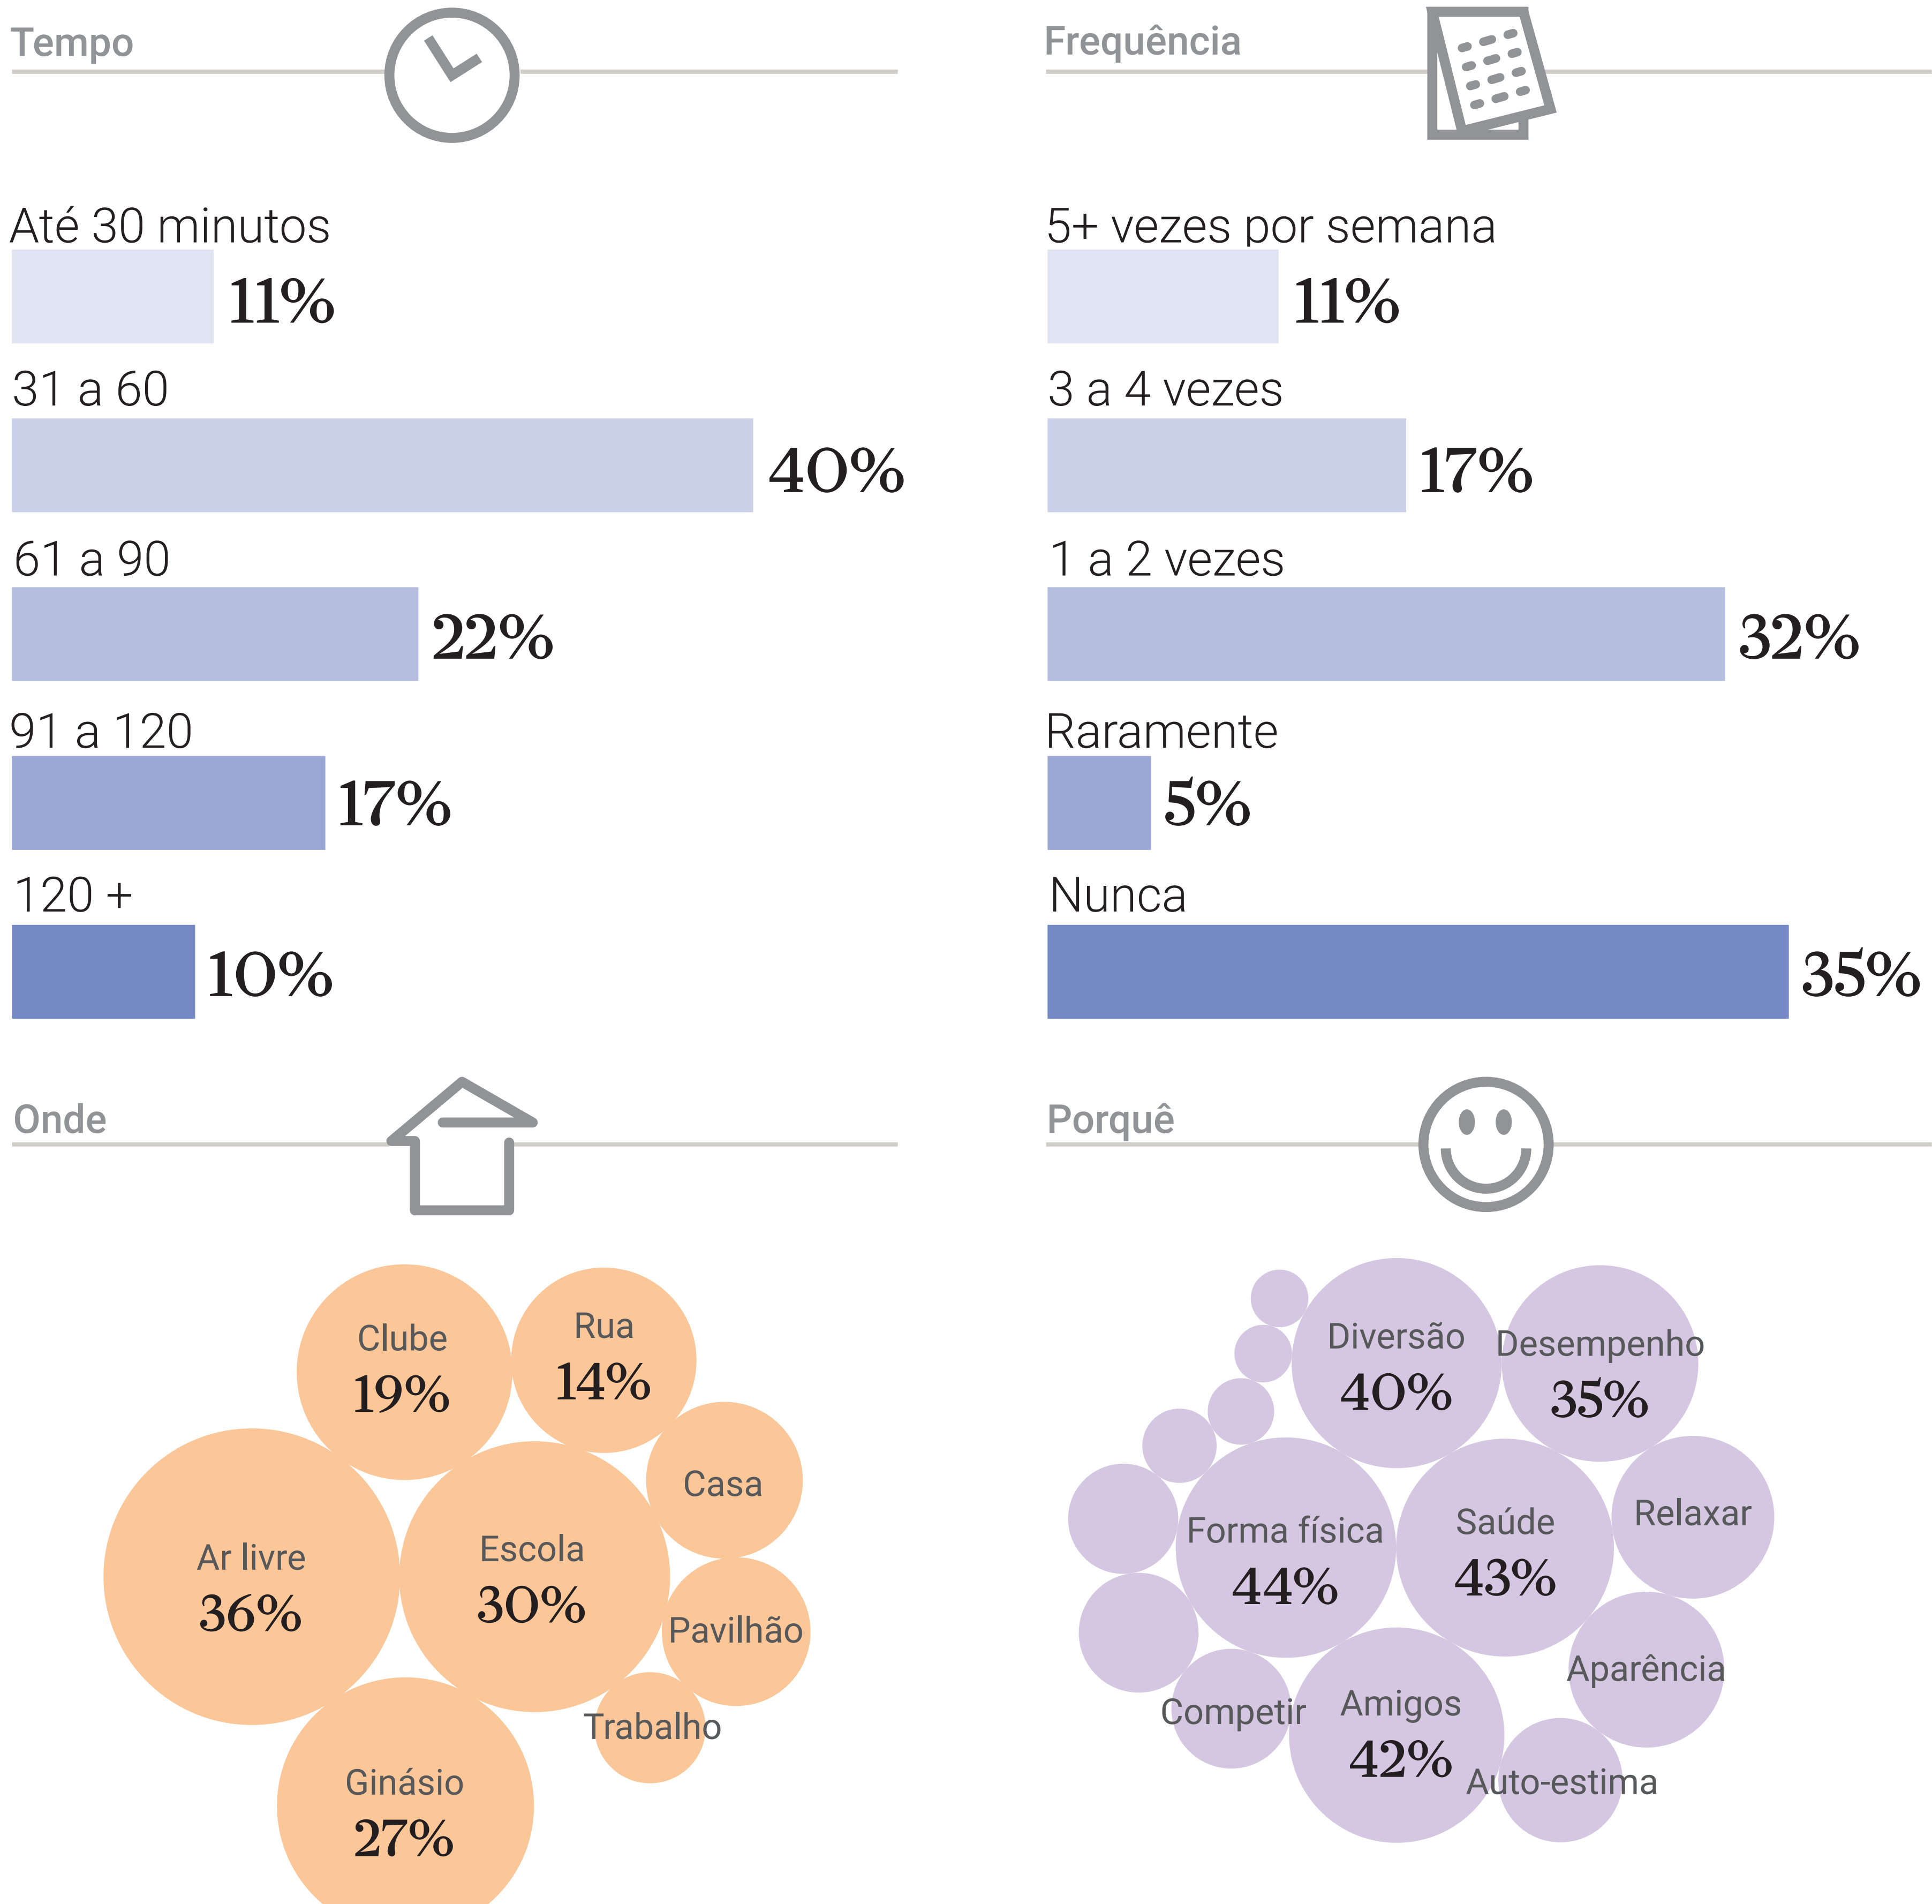 Tempo
Até 30 minutos
11%
31 a 60
40%
61 a 90
22%
91 a 120
17%
120 +
10%
Frequência
5+ vezes por semana
11%
3 a 4 vezes
17%
1 a 2 vezes
32%
Raramente
5%
Nunca
35%
Onde
Clube
19%
Rua
14%
Casa
Ar livre
36%
Escola
30%
Pavilhão
Trabalho
Ginásio
27%
Porquê
Diversão
40%
Desempenho
35%
Forma física
44%
Saúde
43%
Relaxar
Aparência
Competir
Amigos
42%
Auto-estima